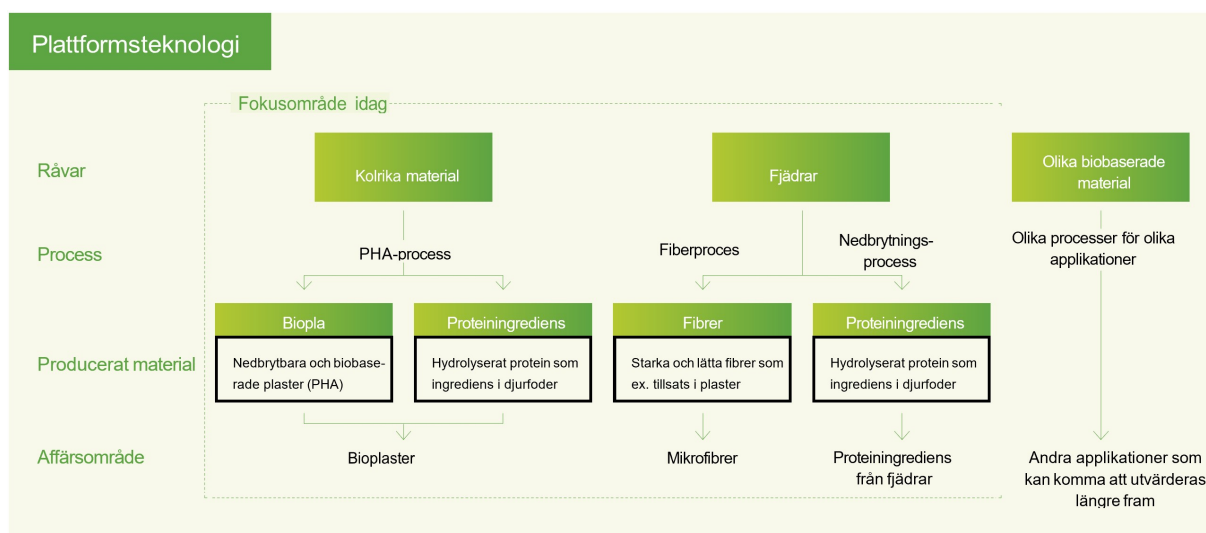 Plattformsteknologi
Fokusområde idag
Råvar
Kolrika material
Fjädrar
Olika biobaserade
material
Process
PHA-process
Fiberproces
Nedbrytnings-
process
Olika processer för olika
applikationer
Producerat material
Biopla
Nedbrytbara och biobase-
rade plaster (PHA)
Proteiningrediens
Hydrolyserat protein som
ingrediens i djurfoder
Fibrer
Starka och lätta fibrer som
ex. tillsats i plaster
Proteiningrediens
Hydrolyserat protein som
ingrediens i djurfoder
Affärsområde
Bioplaster
Mikrofibrer
Proteiningrediens
från fjädrar
Andra applikationer som
kan komma att utvärderas
längre fram